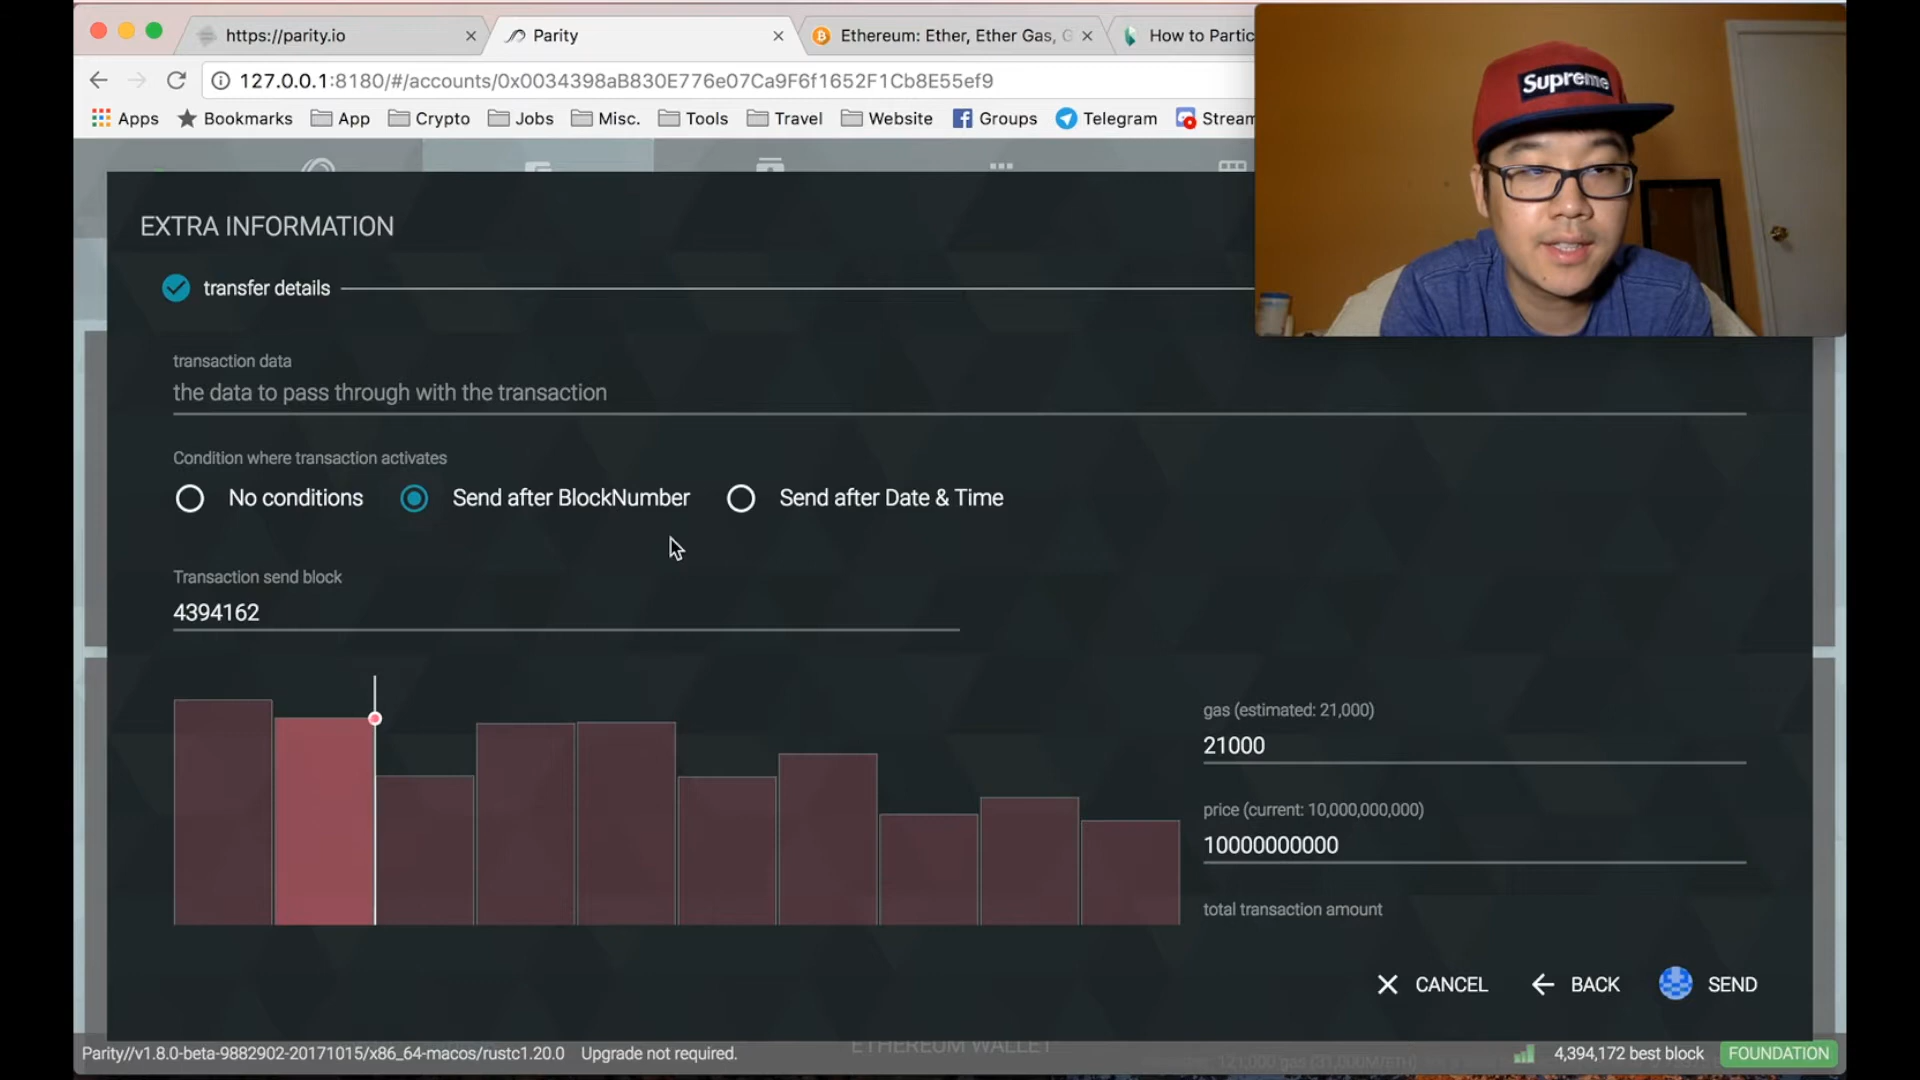 https://parity.io
Parity
Ethereum: Ether, Ether Gas, G
How to Partic
127.0.0.1:8180/#/accounts/0x0034398aB830E776e07Ca9F6f1652F1Cb8E55ef9
Apps
Bookmarks
App
Crypto
Jobs
Misc.
Tools
Travel
Website
Groups
Telegram
Stream
Supreme
EXTRA INFORMATION
transfer details
transaction data
the data to pass through with the transaction
Condition where transaction activates
No conditions
Send after BlockNumber
Send after Date & Time
Transaction send block
4394162
gas (estimated: 21,000)
21000
price (current: 10,000,000,000)
10000000000
total transaction amount
CANCEL
BACK
SEND
ETHEREUM WALLET
Parity//v1.8.0-beta-9882902-20171015/x86_64-macos/rustc1.20.0
Upgrade not required.
4,394,172 best block
FOUNDATION